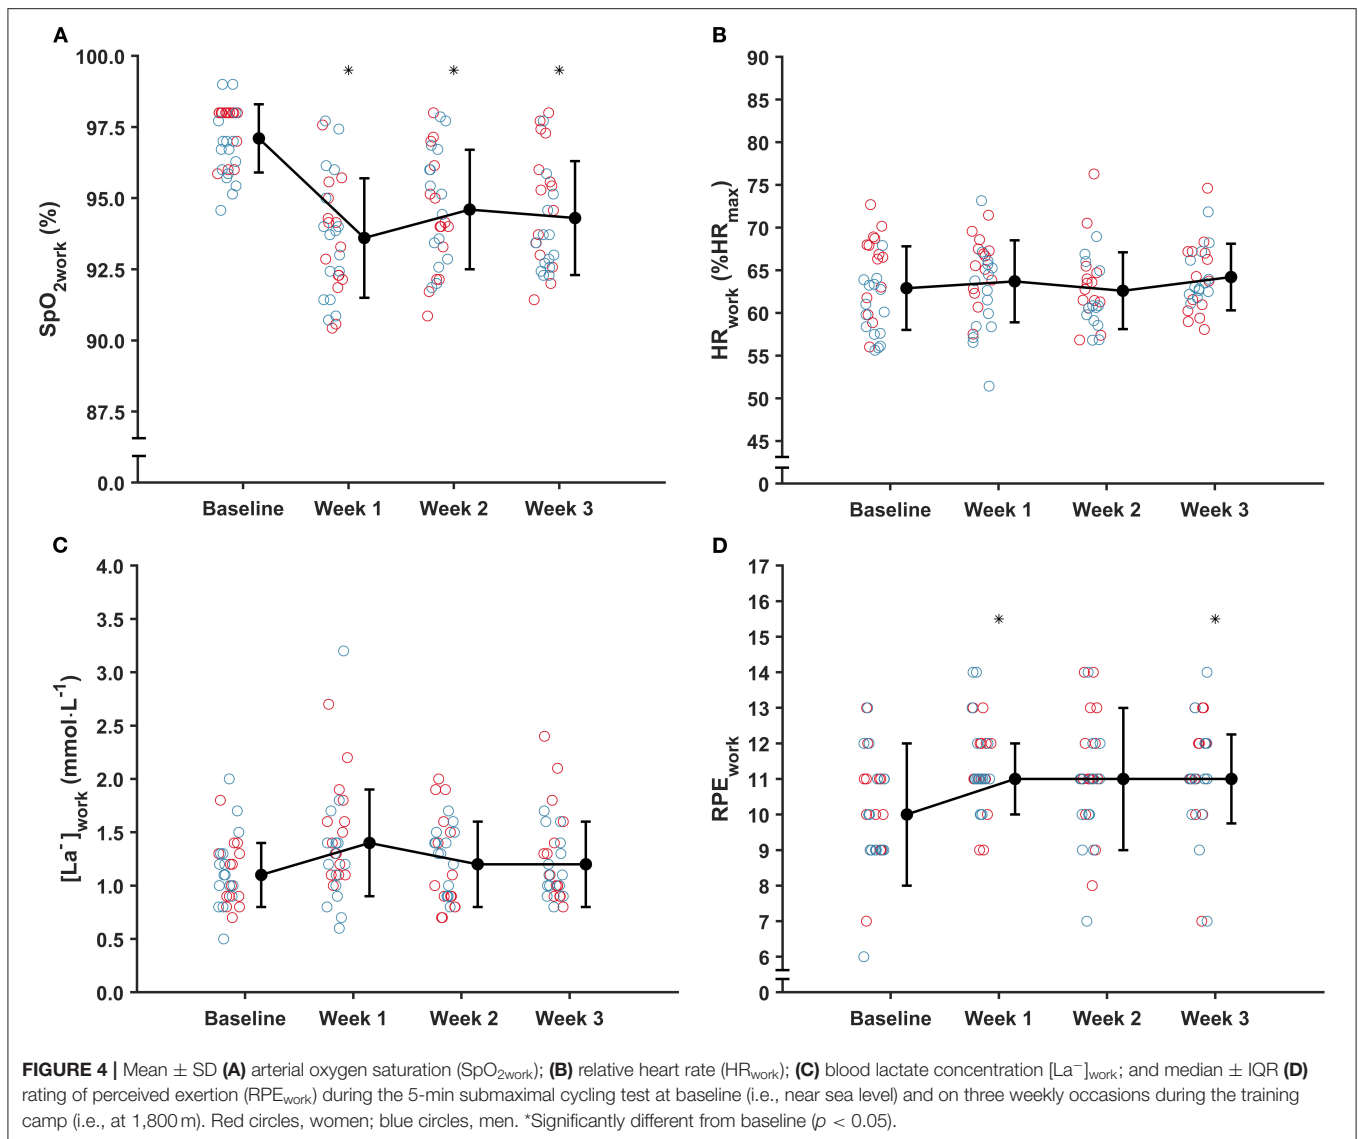 A
100.0
97.5
95.0
92.5
90.0
87.5
0.0
SpO2work (%)
* * *
Baseline Week 1 Week 2 Week 3
B
90
85
80
75
70
65
60
55
50
45
0
HRwork (%HRmax)
Baseline Week 1 Week 2 Week 3
C
4.0
3.5
3.0
2.5
2.0
1.5
1.0
0.5
0.0
[La-]work (mmol·L-1)
Baseline Week 1 Week 2 Week 3
D
17
16
15
14
13
12
11
10
9
8
7
6
0
RPEwork
* *
Baseline Week 1 Week 2 Week 3
FIGURE 4 | Mean ± SD (A) arterial oxygen saturation (SpO2work); (B) relative heart rate (HRwork); (C) blood lactate concentration [La−]work; and median ± IQR (D)
rating of perceived exertion (RPEwork) during the 5-min submaximal cycling test at baseline (i.e., near sea level) and on three weekly occasions during the training
camp (i.e., at 1,800 m). Red circles, women; blue circles, men. *Significantly different from baseline (p < 0.05).